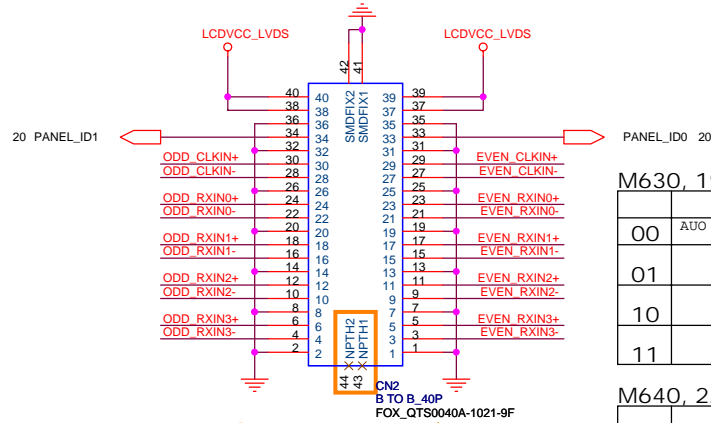 LCDVCC_LVDS
LCDVCC_LVDS
42
41
SMDFIX2
SMDFIX1
40 40 39 39
38 38 37 37
36 36 35 35
20 PANEL_ID1 34 34 33 33 PANEL_ID0 20
32 32 31 31
ODD_CLKIN+ 30 30 29 29 EVEN_CLKIN+
ODD_CLKIN- 28 28 27 27 EVEN_CLKIN-
26 26 25 25
ODD_RXIN0+ 24 24 23 23 EVEN_RXIN0+
ODD_RXIN0- 22 22 21 21 EVEN_RXIN0-
20 20 19 19
ODD_RXIN1+ 18 18 17 17 EVEN_RXIN1+
ODD_RXIN1- 16 16 15 15 EVEN_RXIN1-
14 14 13 13
ODD_RXIN2+ 12 12 11 11 EVEN_RXIN2+
ODD_RXIN2- 10 10 9 9 EVEN_RXIN2-
8 8 7 7
ODD_RXIN3+ 6 6 5 5 EVEN_RXIN3+
ODD_RXIN3- 4 4 3 3 EVEN_RXIN3-
2 2 1 1
NPTH2
NPTH1
44
43
CN2
B TO B_40P
FOX_QTS0040A-1021-9F
M630, 1
00 AUO
01
10
11
M640, 2